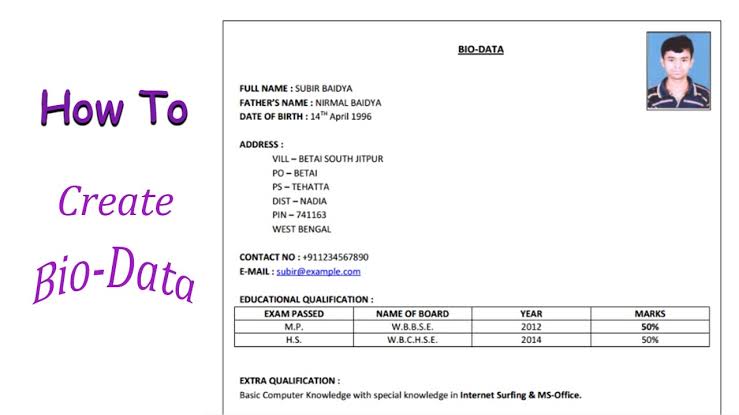 How To
Create
Bio-Data
BIO-DATA
FULL NAME : SUBIR BAIDYA
FATHER'S NAME : NIRMAL BAIDYA
DATE OF BIRTH : 14TH April 1996
ADDRESS :
VILL – BETAI SOUTH JITPUR
PO – BETAI
PS – TEHATTA
DIST – NADIA
PIN – 741163
WEST BENGAL
CONTACT NO : +911234567890
E-MAIL : subir@example.com
EDUCATIONAL QUALIFICATION :
EXAM PASSED NAME OF BOARD YEAR MARKS
M.P. W.B.B.S.E. 2012 50%
H.S. W.B.C.H.S.E. 2014 50%
EXTRA QUALIFICATION :
Basic Computer Knowledge with special knowledge in Internet Surfing & MS-Office.